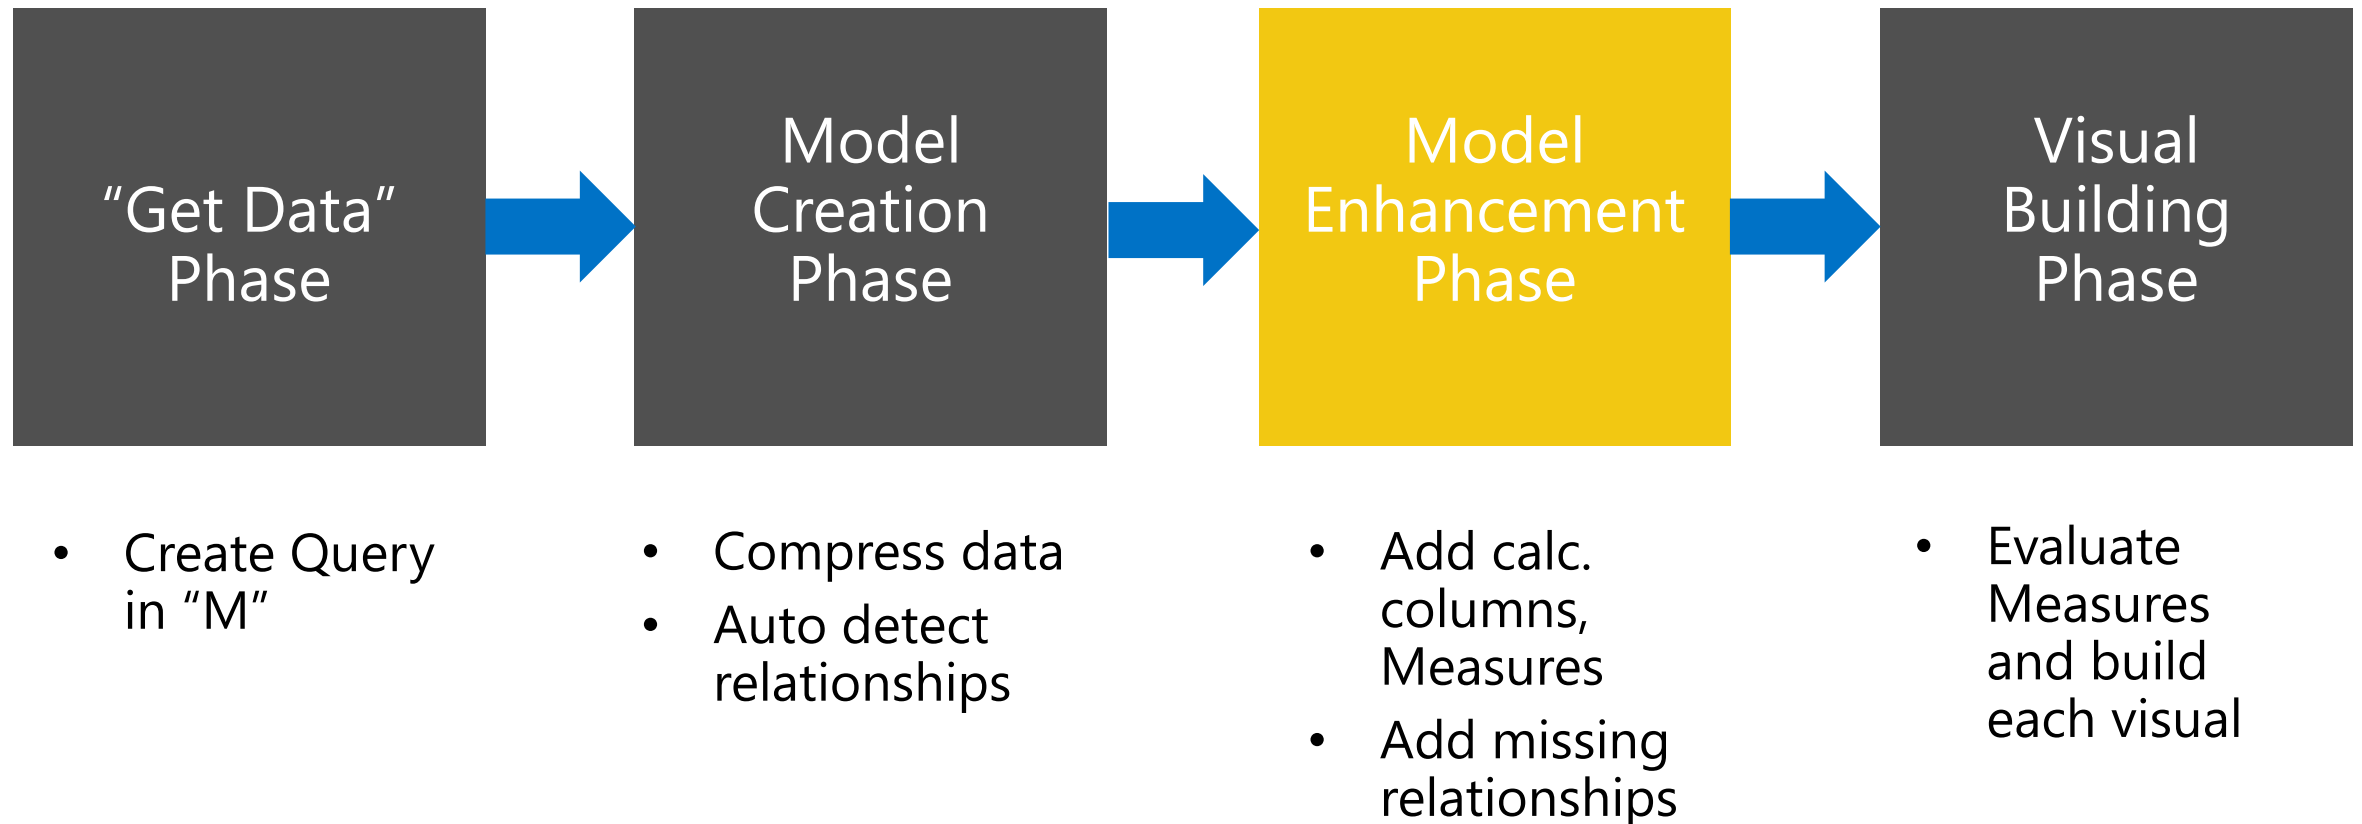 “Get Data”
Phase
Model
Creation
Phase
Model
Enhancement
Phase
Visual
Building
Phase
• Create Query
in “M”
• Compress data
• Auto detect
relationships
• Add calc.
columns,
Measures
• Add missing
relationships
• Evaluate
Measures
and build
each visual